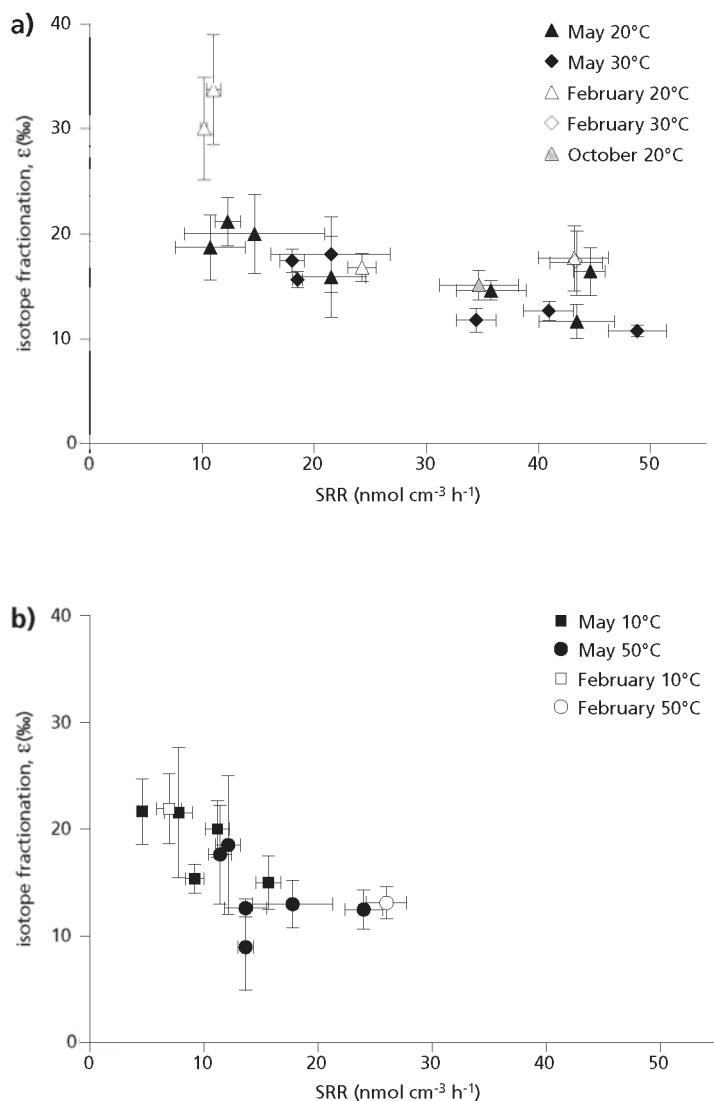 a)
40
30
20
10
0
isotope fractionation, ε(‰)
0 10 20 30 40 50
SRR (nmol cm⁻³ h⁻¹)
May 20°C
May 30°C
February 20°C
February 30°C
October 20°C
b)
40
30
20
10
0
isotope fractionation, ε(‰)
0 10 20 30 40 50
SRR (nmol cm⁻³ h⁻¹)
May 10°C
May 50°C
February 10°C
February 50°C